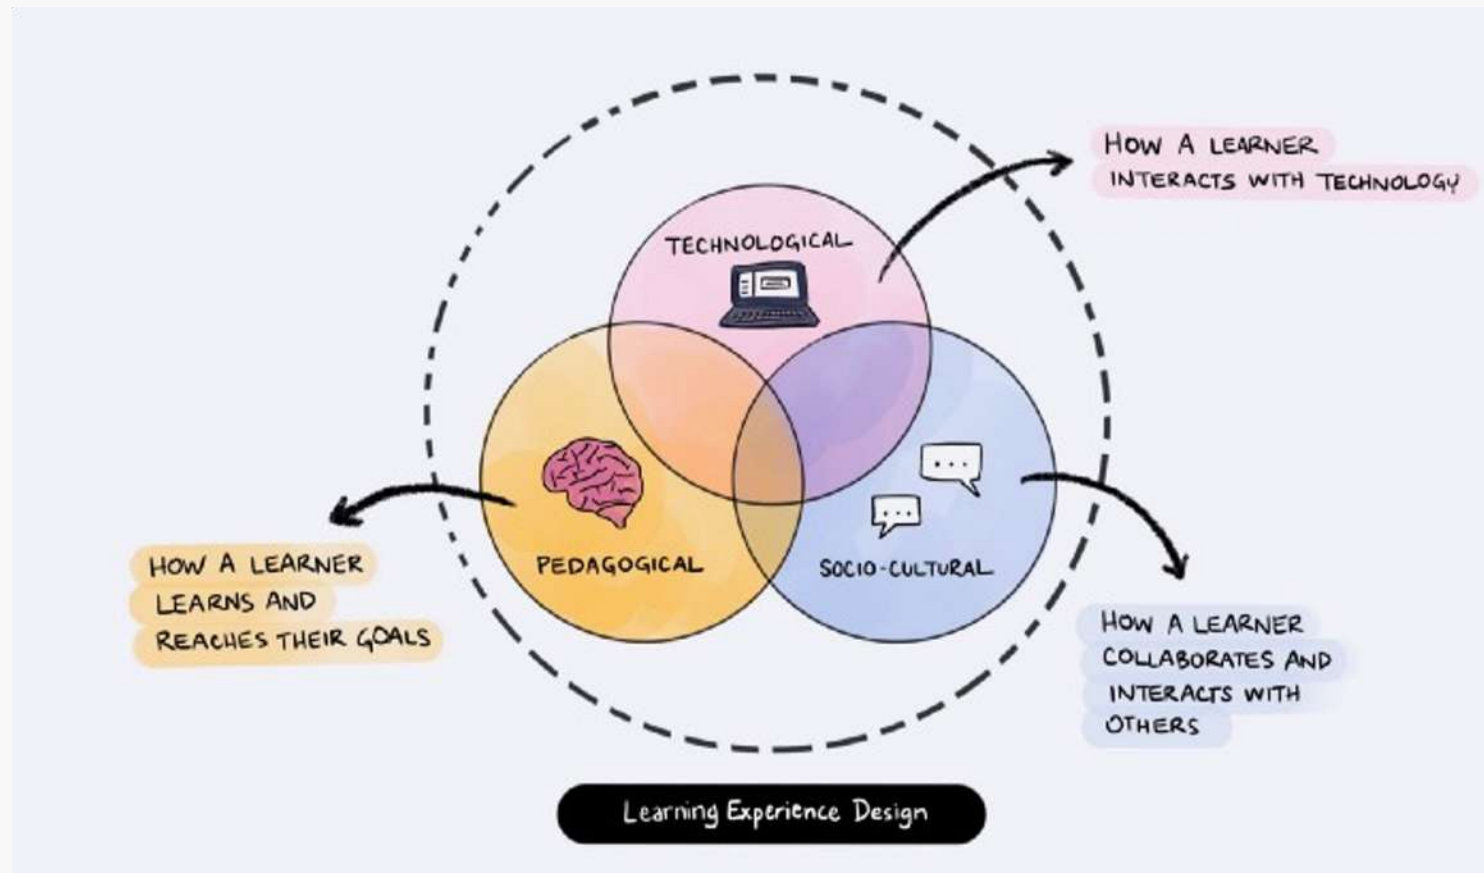 HOW A LEARNER
INTERACTS WITH TECHNOLOGY
TECHNOLOGICAL
PEDAGOGICAL
SOCIO-CULTURAL
HOW A LEARNER
LEARNS AND
REACHES THEIR GOALS
HOW A LEARNER
COLLABORATES AND
INTERACTS WITH
OTHERS
Learning Experience Design